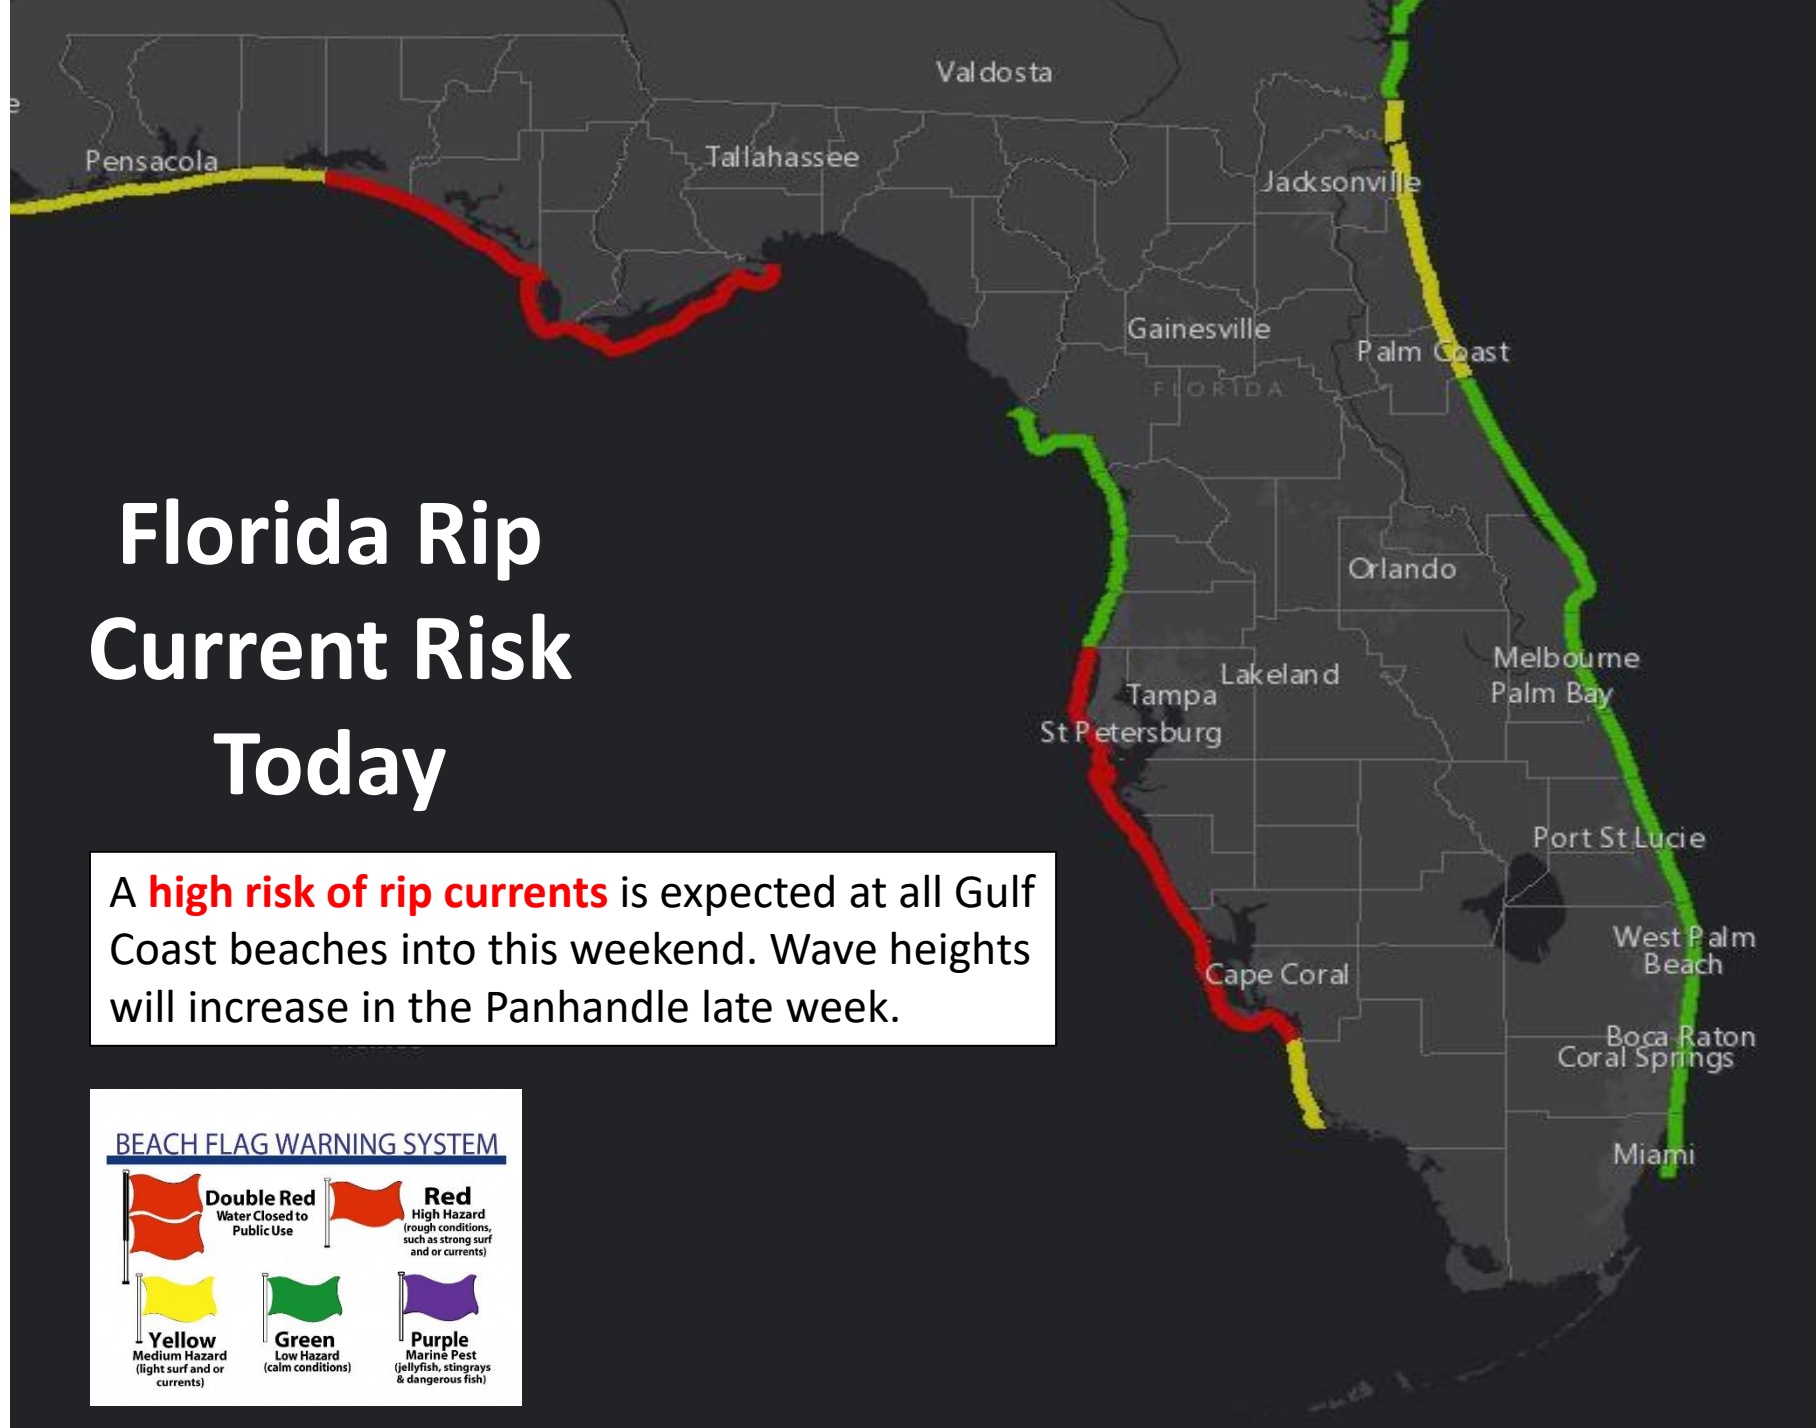 e
Valdosta
Pensacola
Tallahassee
Jacksonville
Gainesville
Palm Coast
FLORIDA
Orlando
Melbourne
Lakeland
Palm Bay
Tampa
St Petersburg
Port St Lucie
West Palm
Beach
Cape Coral
Boca Raton
Coral Springs
Miami
Florida Rip
Current Risk
Today
A high risk of rip currents is expected at all Gulf
Coast beaches into this weekend. Wave heights
will increase in the Panhandle late week.
BEACH FLAG WARNING SYSTEM
Double Red
Water Closed to
Public Use
Red
High Hazard
(rough conditions,
such as strong surf
and or currents)
Yellow
Medium Hazard
(light surf and or
currents)
Green
Low Hazard
(calm conditions)
Purple
Marine Pest
(jellyfish, stingrays
& dangerous fish)